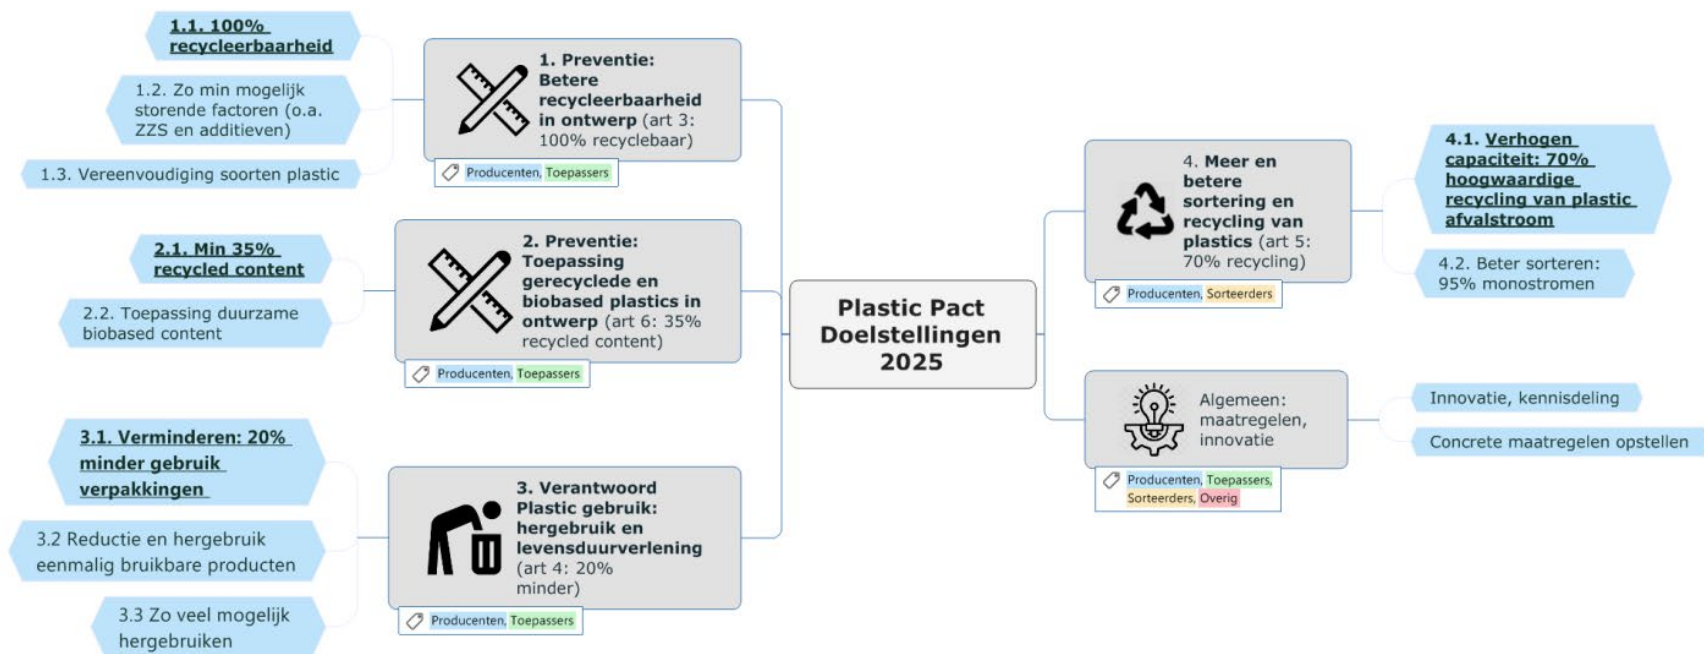 1.1. 100%
recycleerbaarheid
1.2. Zo min mogelijk
storende factoren (o.a.
ZZS en additieven)
1.3. Vereenvoudiging soorten plastic
1. Preventie:
Betere
recycleerbaarheid
in ontwerp (art 3:
100% recyclebaar)
Producenten, Toepassers
2.1. Min 35%
recycled content
2.2. Toepassing duurzame
biobased content
2. Preventie:
Toepassing
gerecyclede en
biobased plastics in
ontwerp (art 6: 35%
recycled content)
Producenten, Toepassers
3.1. Verminderen: 20%
minder gebruik
verpakkingen
3.2 Reductie en hergebruik
eenmalig bruikbare producten
3.3 Zo veel mogelijk
hergebruiken
3. Verantwoord
Plastic gebruik:
hergebruik en
levensduurverlening
(art 4: 20%
minder)
Producenten, Toepassers
Plastic Pact
Doelstellingen
2025
4. Meer en
betere
sortering en
recycling van
plastics (art 5:
70% recycling)
Producenten, Sorteerders
4.1. Verhogen
capaciteit: 70%
hoogwaardige
recycling van plastic
afvalstroom
4.2. Beter sorteren:
95% monostromen
Algemeen:
maatregelen,
innovatie
Producenten, Toepassers,
Sorteerders, Overig
Innovatie, kennisdeling
Concrete maatregelen opstellen